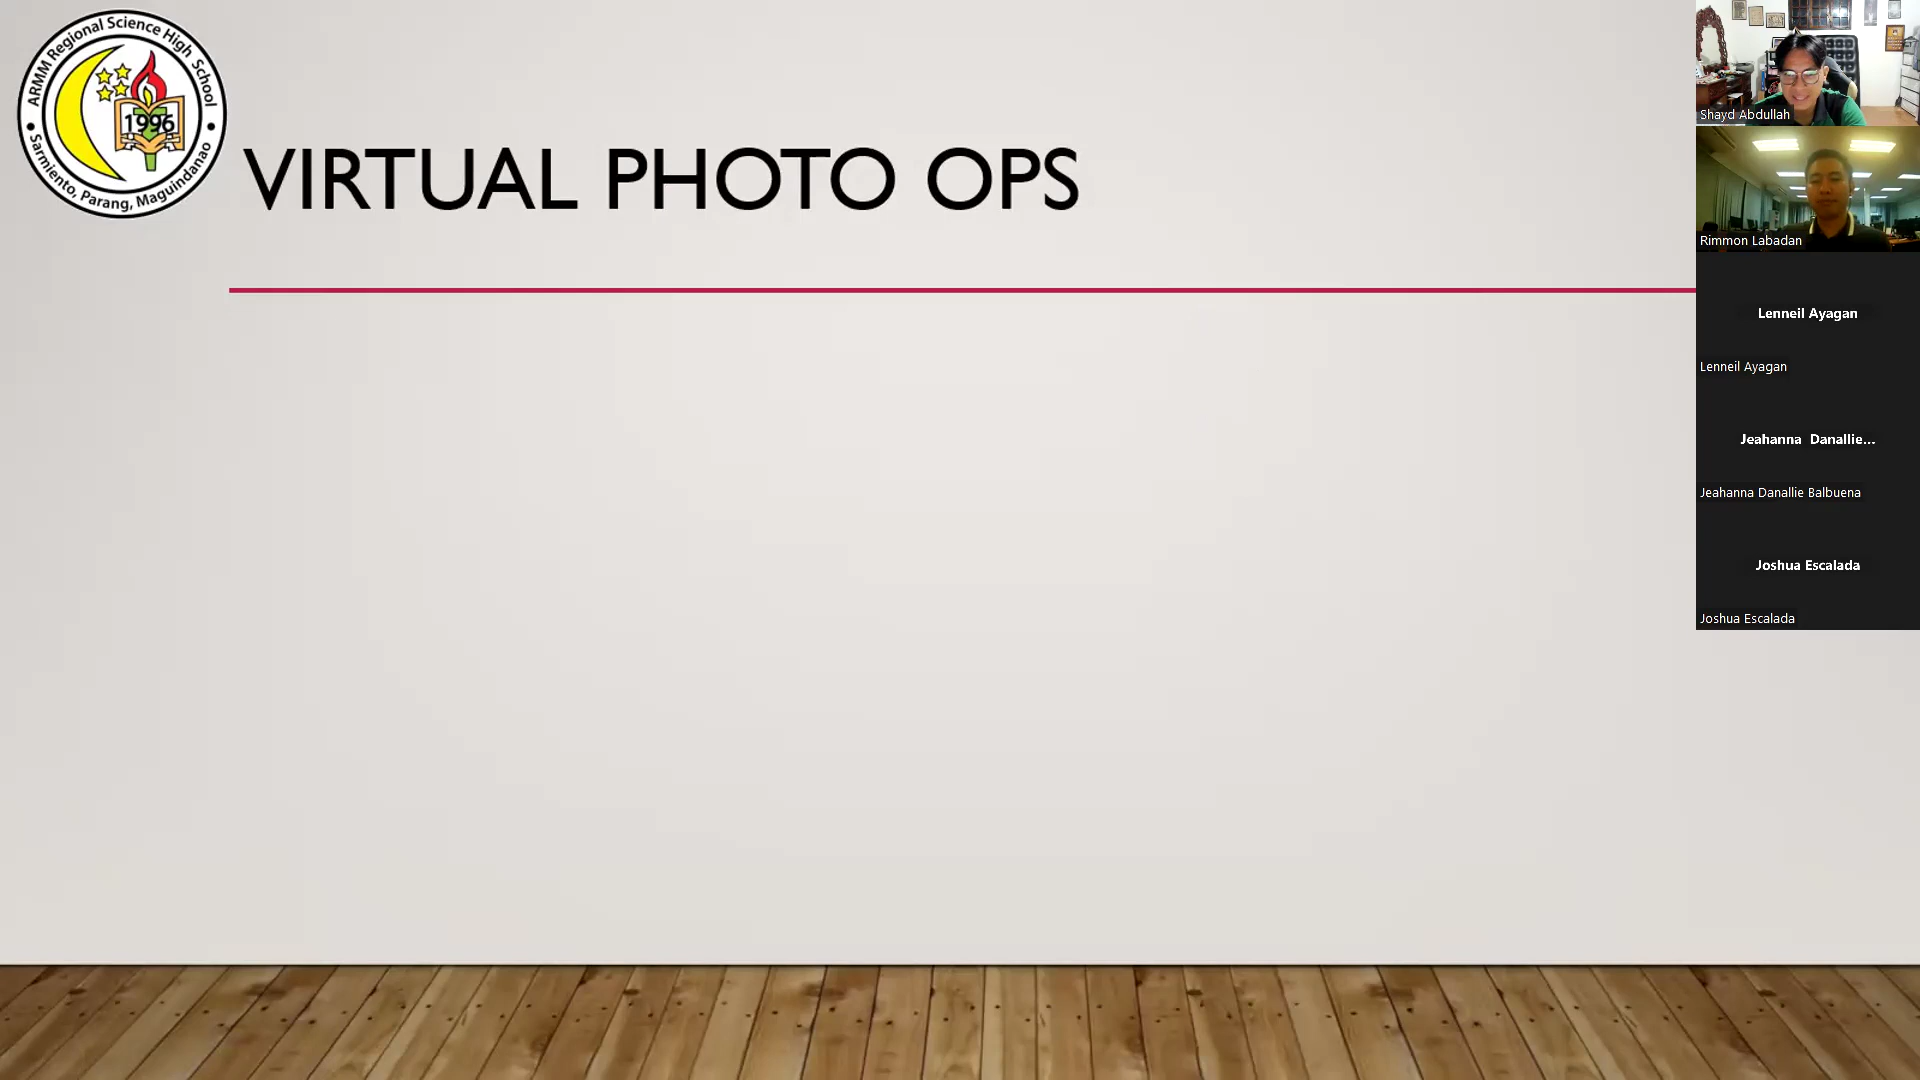 ARMM Regional Science High School
1996
• Sarmiento, Parang, Maguindanao •
VIRTUAL PHOTO OPS
Shayd Abdullah
Rimmon Labadan
Lenneil Ayagan
Lenneil Ayagan
Jeahanna Danallie...
Jeahanna Danallie Balbuena
Joshua Escalada
Joshua Escalada